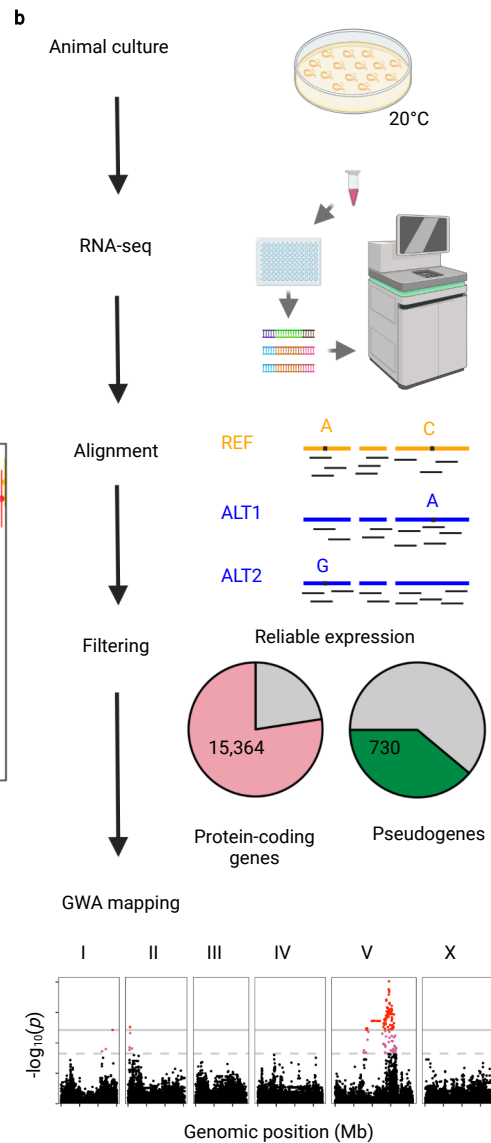 b
Animal culture
20°C
RNA-seq
Alignment
REF
A
C
ALT1
A
ALT2
G
Filtering
Reliable expression
15,364
730
Protein-coding
genes
Pseudogenes
GWA mapping
I II III IV V X
-log₁₀(p)
Genomic position (Mb)